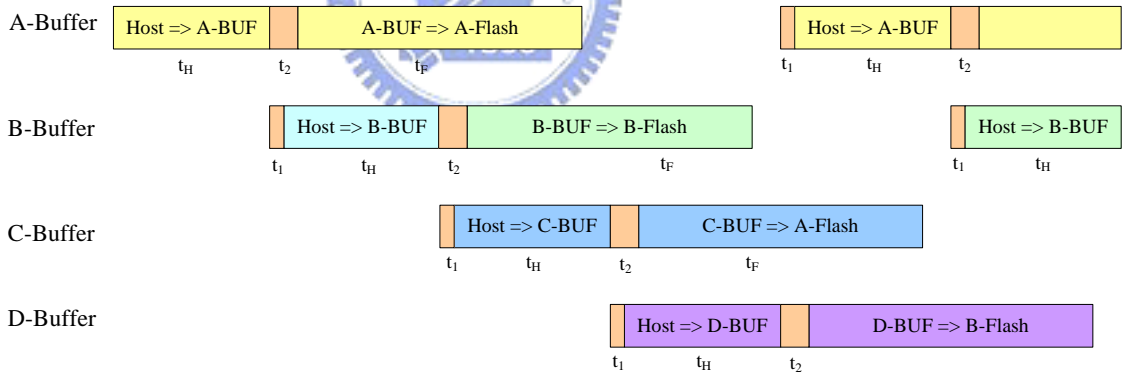 A-Buffer Host => A-BUF A-BUF => A-Flash Host => A-BUF
tH t2 tF t1 tH t2
B-Buffer Host => B-BUF B-BUF => B-Flash Host => B-BUF
t1 tH t2 tF t1 tH
C-Buffer Host => C-BUF C-BUF => A-Flash
t1 tH t2 tF
D-Buffer Host => D-BUF D-BUF => B-Flash
t1 tH t2 tF